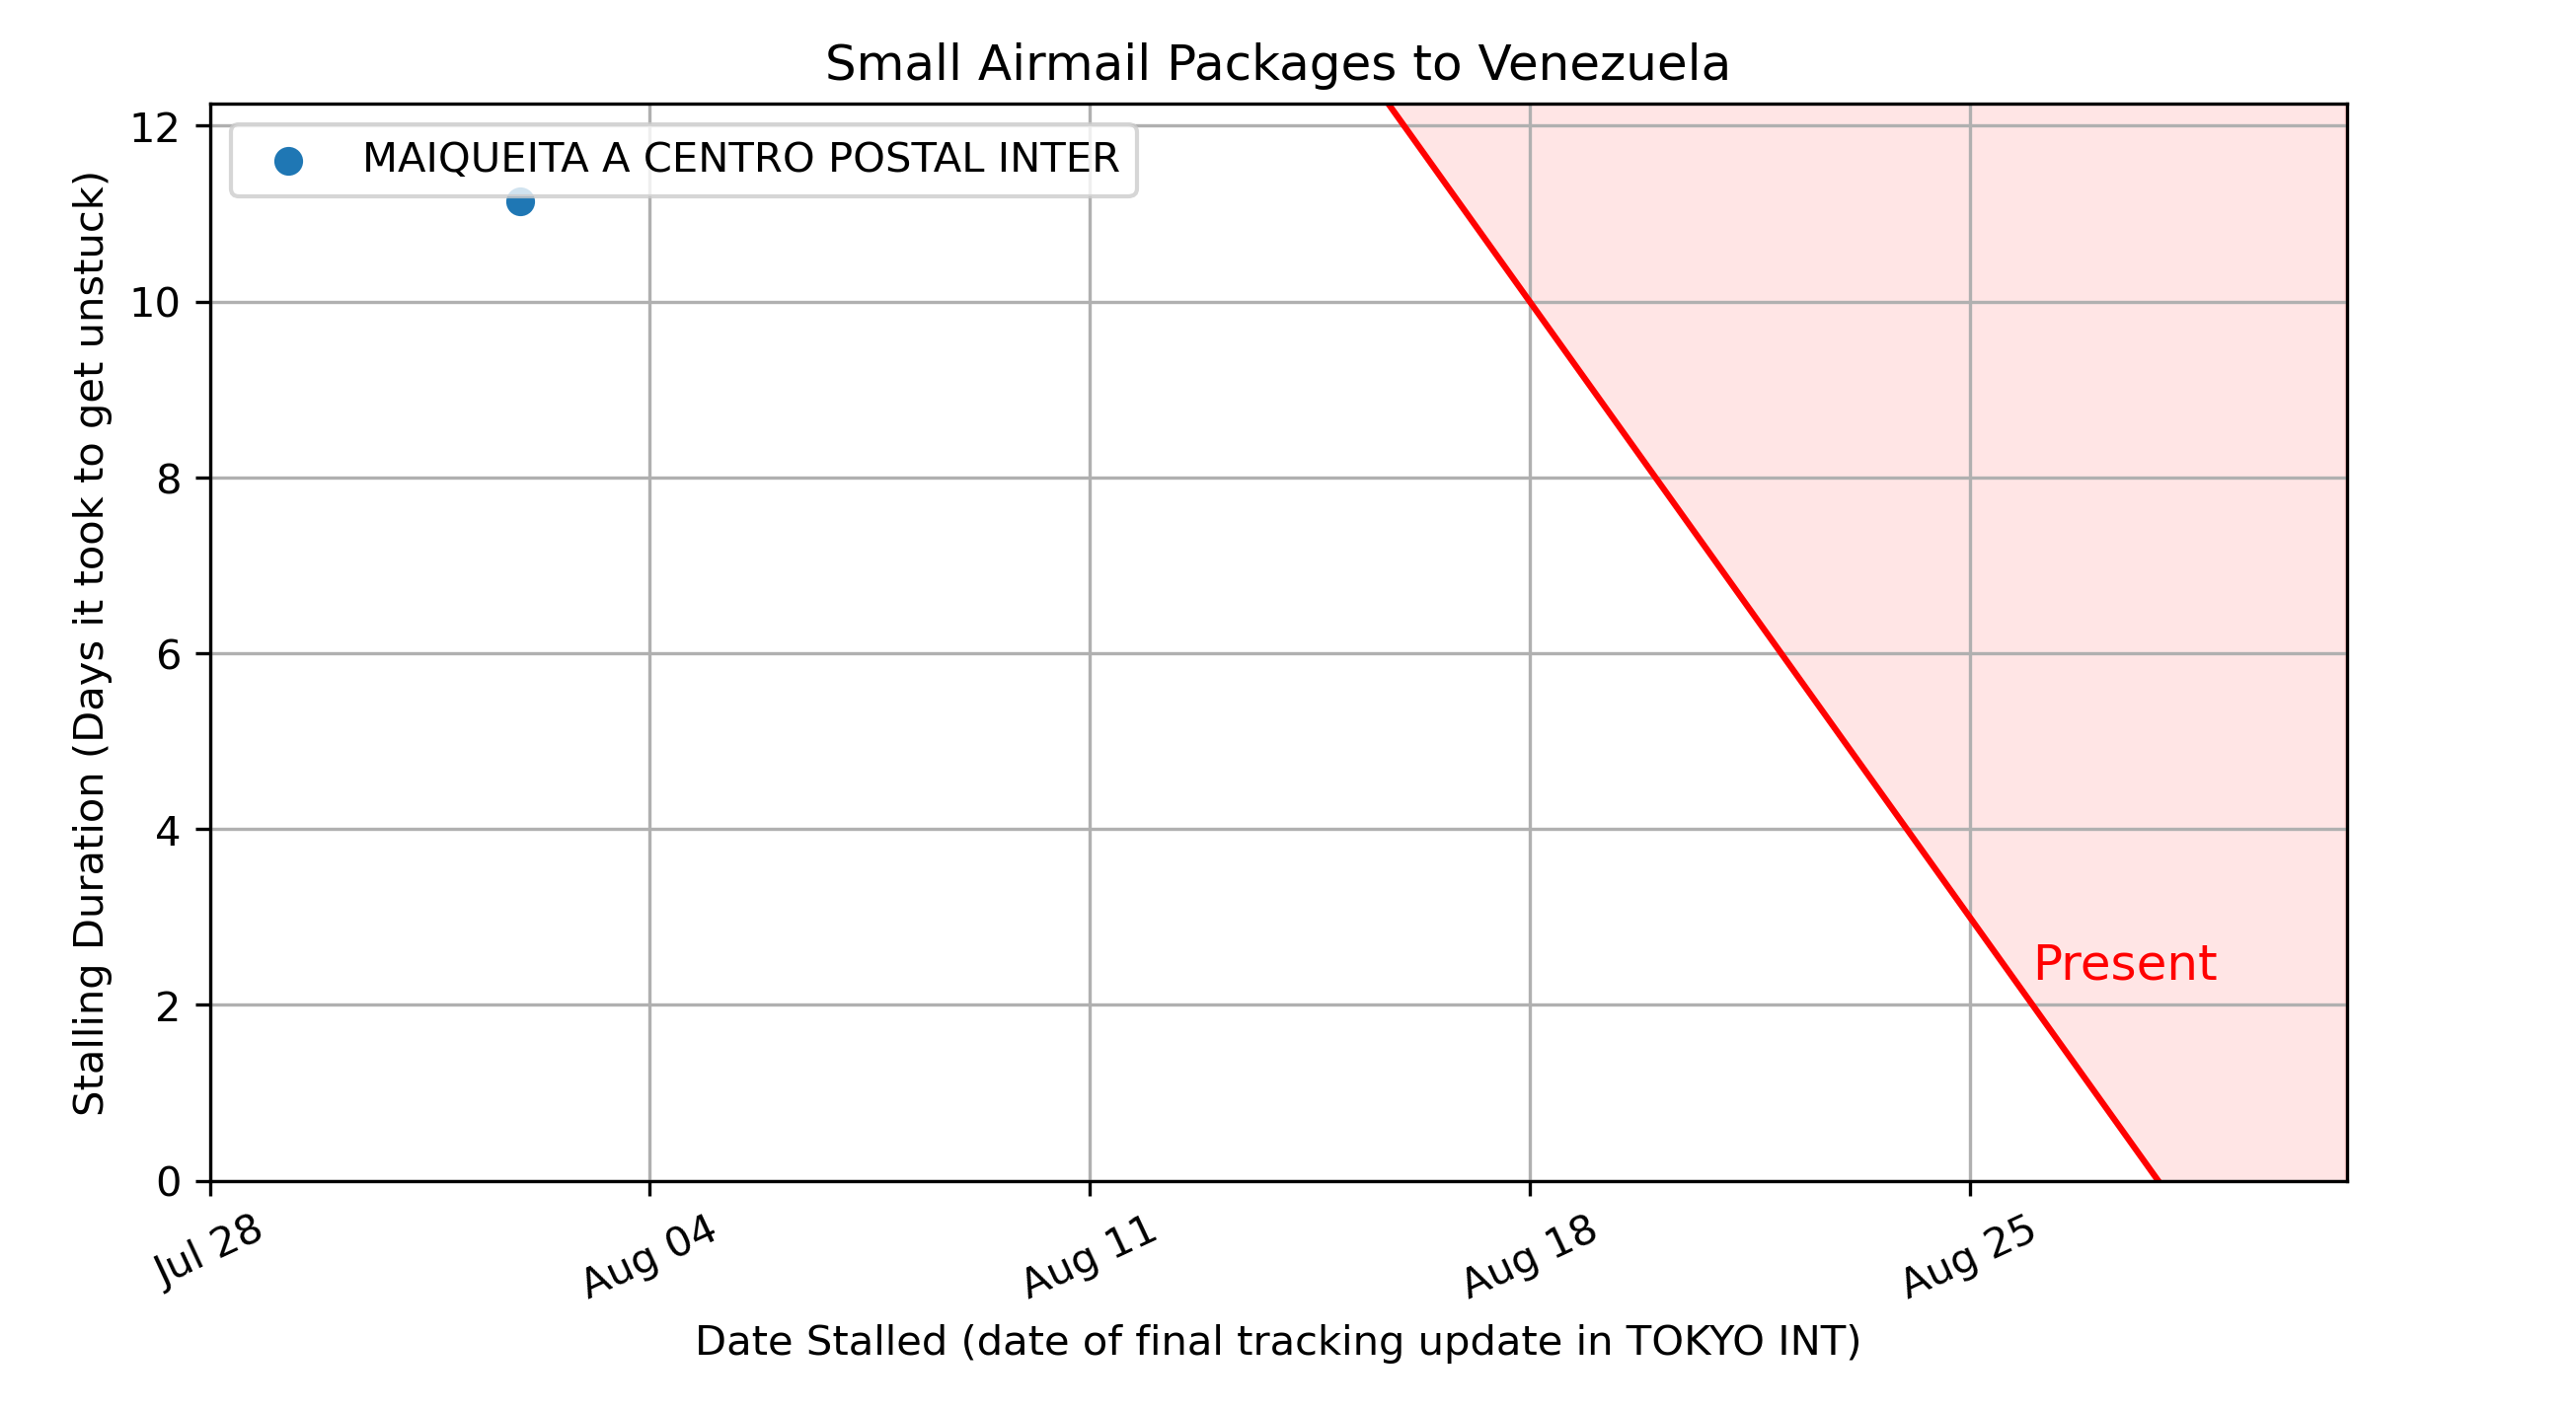 Small Airmail Packages to Venezuela
MAIQUEITA A CENTRO POSTAL INTER
12
10
8
6
4
2
0
Stalling Duration (Days it took to get unstuck)
Present
Jul 28
Aug 04
Aug 11
Aug 18
Aug 25
Date Stalled (date of final tracking update in TOKYO INT)